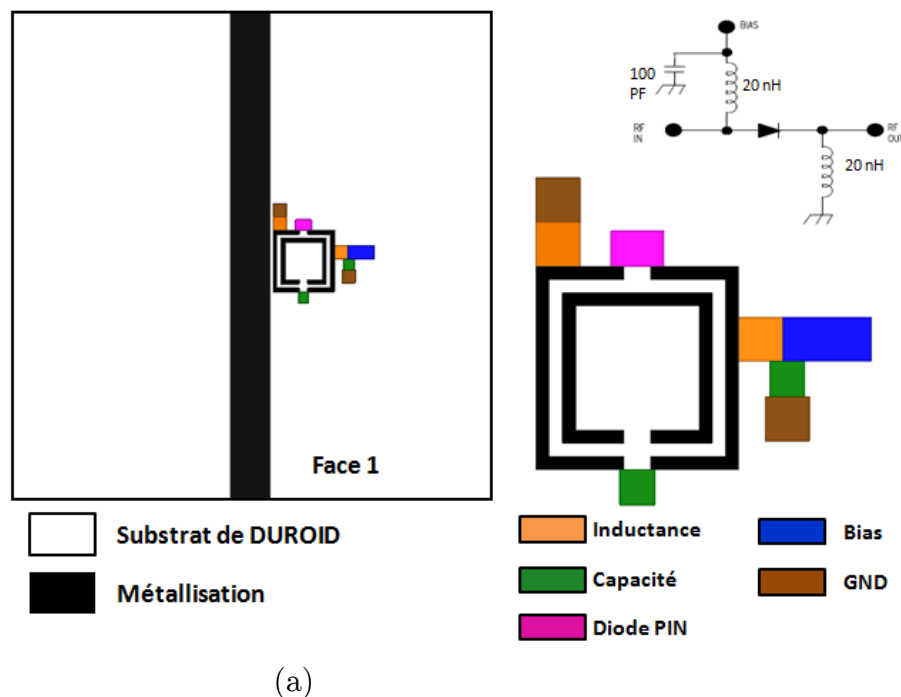 BIAS
100
PF
20 nH
RF
IN
RF
OUT
20 nH
Face 1
Substrat de DUROID
Métallisation
Inductance
Bias
Capacité
GND
Diode PIN
(a)